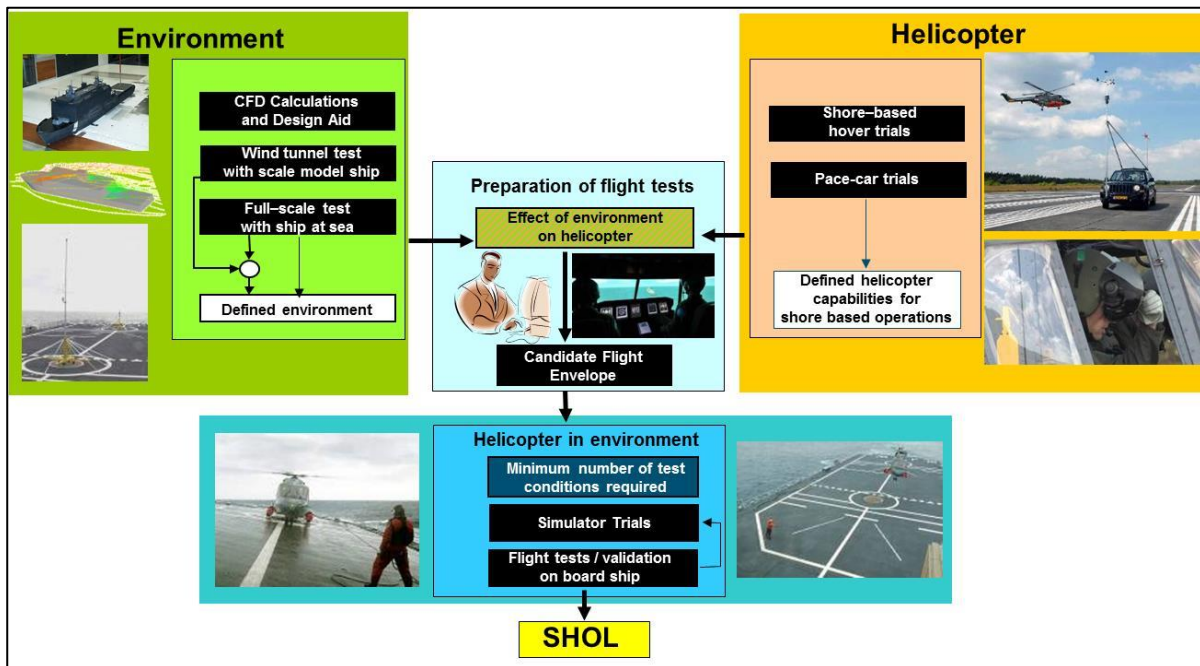 Environment
CFD Calculations
and Design Aid
Wind tunnel test
with scale model ship
Full–scale test
with ship at sea
Defined environment
Preparation of flight tests
Effect of environment
on helicopter
Candidate Flight
Envelope
Helicopter
Shore–based
hover trials
Pace-car trials
Defined helicopter
capabilities for
shore based operations
Helicopter in environment
Minimum number of test
conditions required
Simulator Trials
Flight tests / validation
on board ship
SHOL